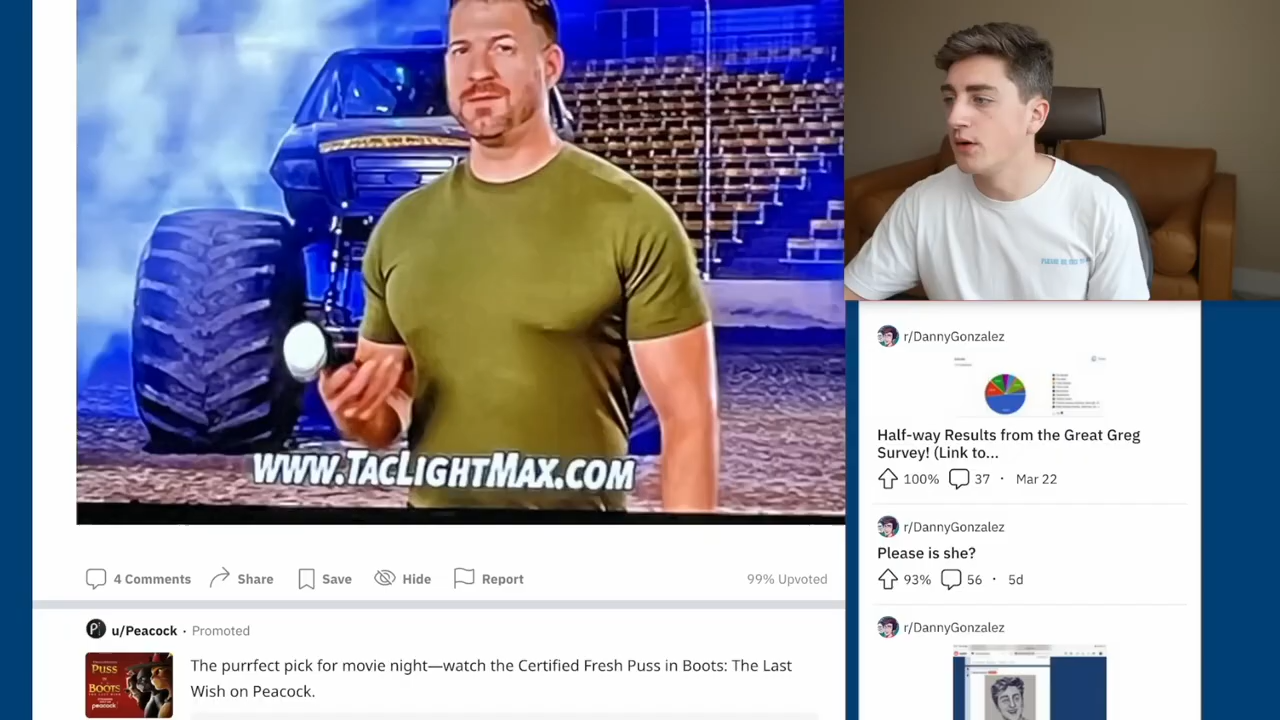 WWW.TACLIGHTMAX.COM
4 Comments Share Save Hide Report 99% Upvoted
u/Peacock · Promoted
The purrfect pick for movie night—watch the Certified Fresh Puss in Boots: The Last
Wish on Peacock.
PUSS
IN BOOTS
peacock
r/DannyGonzalez
Half-way Results from the Great Greg
Survey! (Link to...
100% 37 · Mar 22
r/DannyGonzalez
Please is she?
93% 56 · 5d
r/DannyGonzalez